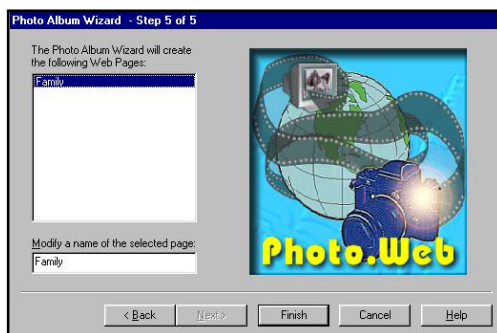 Photo Album Wizard - Step 5 of 5
The Photo Album Wizard will create
the following Web Pages:
Family
Modify a name of the selected page:
Family
Photo.Web
< Back
Next >
Finish
Cancel
Help